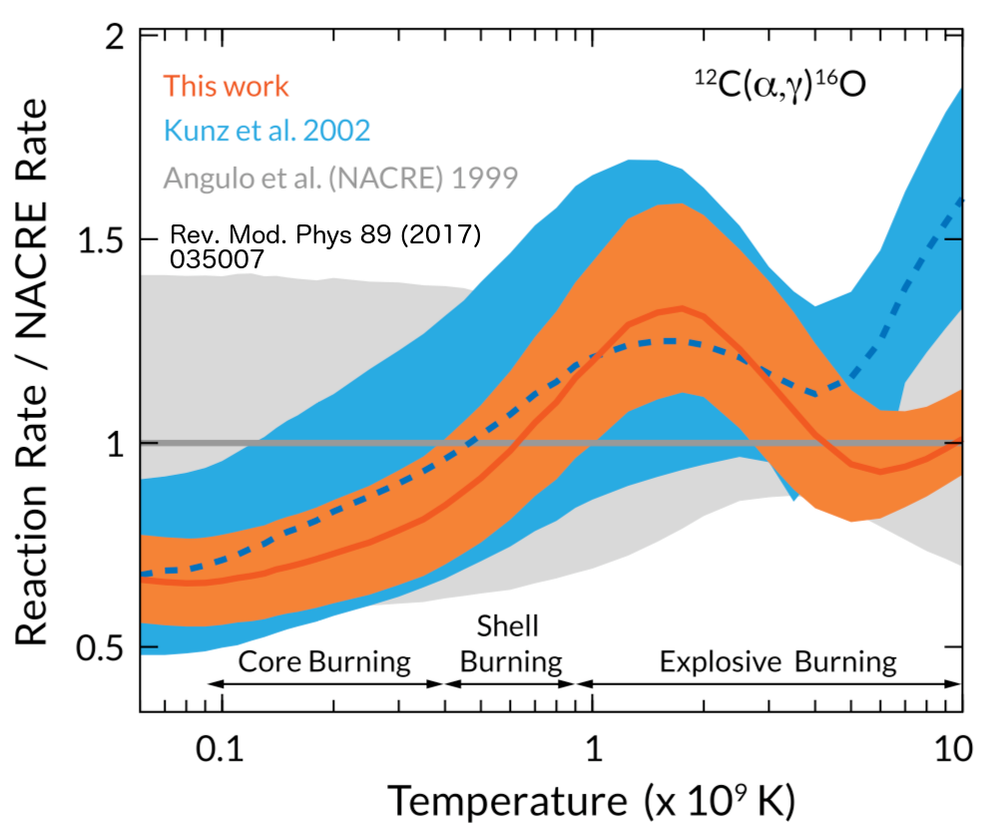 2
1.5
1
0.5
Reaction Rate / NACRE Rate
This work
Kunz et al. 2002
Angulo et al. (NACRE) 1999
Rev. Mod. Phys 89 (2017)
035007
¹²C(α,γ)¹⁶O
Core Burning
Shell
Burning
Explosive Burning
0.1
1
10
Temperature (x 10⁹ K)